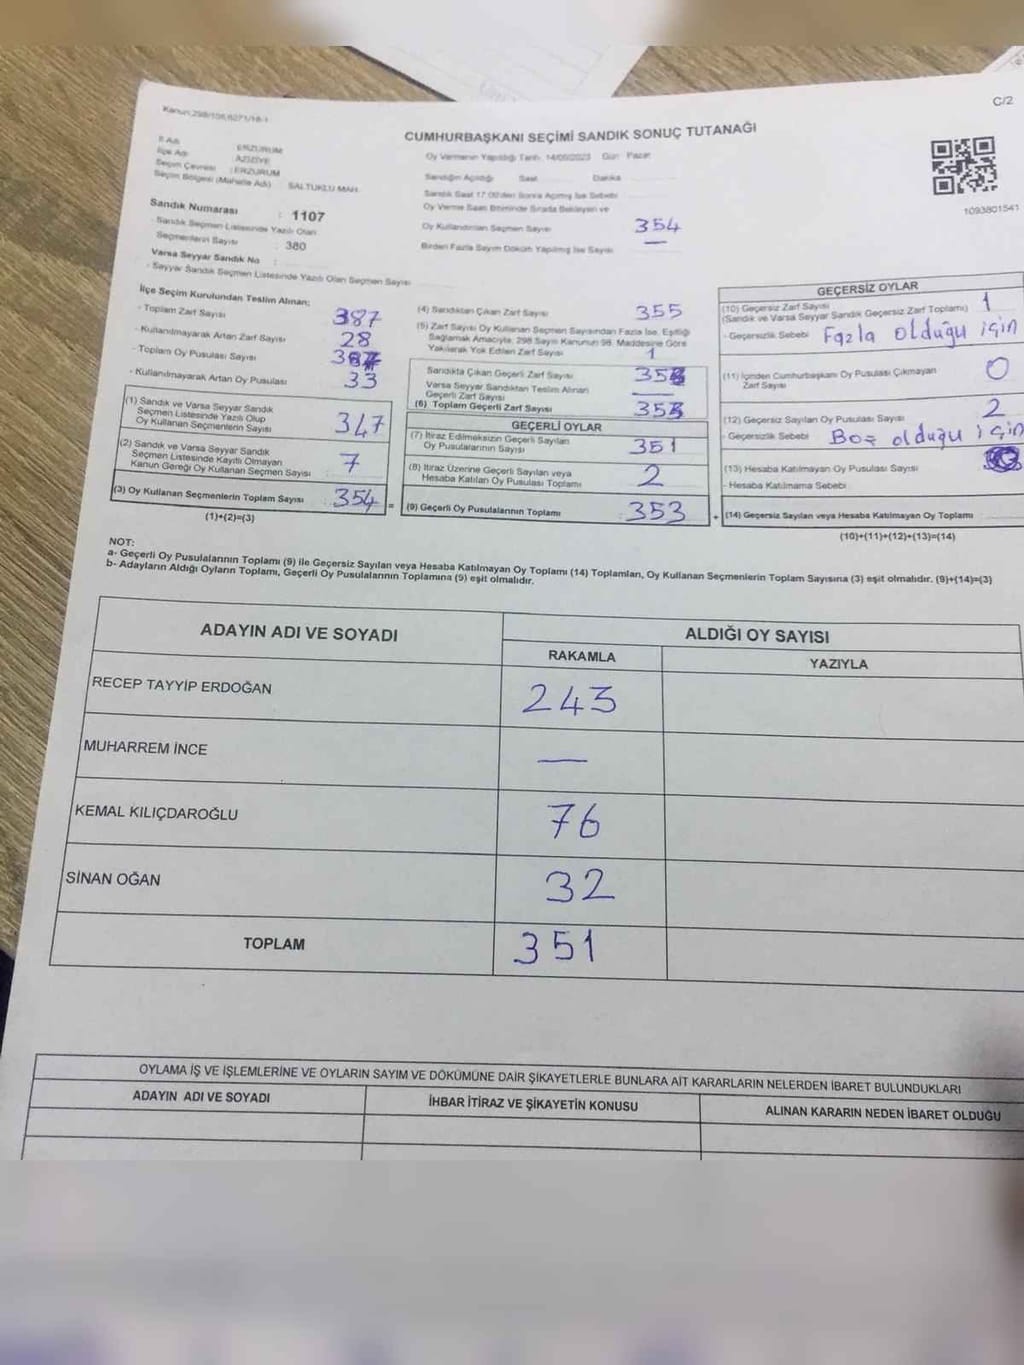 Kanun,298/106,6271/16-1
C/2
CUMHURBAŞKANI SEÇİMİ SANDIK SONUÇ TUTANAĞI
İl Adı : ERZURUM
İlçe Adı AZİZİYE
Seçim Çevresi : ERZURUM
Seçim Bölgesi (Mahalle Adı) SALTUKLU MAH.
Sandık Numarası : 1107
- Sandık Seçmen Listesinde Yazılı Olan
Seçmenlerin Sayısı : 380
Varsa Seyyar Sandık No :
- Seyyar Sandık Seçmen Listesinde Yazılı Olan Seçmen Sayısı
Oy Vermenin Yapıldığı Tarih: 14/05/2023 Gün: Pazar
Sandığın Açıldığı Saat Dakika
Sandık Saat 17:00'den Sonra Açılmış İse Sebebi
Oy Verme Saati Bitiminde Sırada Bekleyen ve
Oy Kullandırılan Seçmen Sayısı 354
Birden Fazla Sayım Döküm Yapılmış İse Sayısı —
1093801541
İlçe Seçim Kurulundan Teslim Alınan;
- Toplam Zarf Sayısı 387
- Kullanılmayarak Artan Zarf Sayısı 28
- Toplam Oy Pusulası Sayısı 387
- Kullanılmayarak Artan Oy Pusulası 33
(1) Sandık ve Varsa Seyyar Sandık
Seçmen Listesinde Yazılı Olup
Oy Kullanan Seçmenlerin Sayısı 347
(2) Sandık ve Varsa Seyyar Sandık
Seçmen Listesinde Kayıtlı Olmayan
Kanun Gereği Oy Kullanan Seçmen Sayısı 7
(3) Oy Kullanan Seçmenlerin Toplam Sayısı : 354 =
(1)+(2)=(3)
(4) Sandıktan Çıkan Zarf Sayısı 355
(5) Zarf Sayısı Oy Kullanan Seçmen Sayısından Fazla İse, Eşitliği
Sağlamak Amacıyla, 298 Sayılı Kanunun 98. Maddesine Göre
Yakılarak Yok Edilen Zarf Sayısı 1
Sandıkta Çıkan Geçerli Zarf Sayısı
Varsa Seyyar Sandıktan Teslim Alınan
Geçerli Zarf Sayısı —
(6) Toplam Geçerli Zarf Sayısı 353
GEÇERLİ OYLAR
(7) İtiraz Edilmeksizin Geçerli Sayılan
Oy Pusulalarının Sayısı 351
(8) İtiraz Üzerine Geçerli Sayılan veya
Hesaba Katılan Oy Pusulası Toplamı 2
(9) Geçerli Oy Pusulalarının Toplamı : 353 +
GEÇERSİZ OYLAR
(10) Geçersiz Zarf Sayısı
(Sandık ve Varsa Seyyar Sandık Geçersiz Zarf Toplamı) 1
- Geçersizlik Sebebi Fazla olduğu için
(11) İçinden Cumhurbaşkanı Oy Pusulası Çıkmayan
Zarf Sayısı 0
(12) Geçersiz Sayılan Oy Pusulası Sayısı 2
- Geçersizlik Sebebi Boş olduğu için
(13) Hesaba Katılmayan Oy Pusulası Sayısı
- Hesaba Katılmama Sebebi
(14) Geçersiz Sayılan veya Hesaba Katılmayan Oy Toplamı
(10)+(11)+(12)+(13)=(14)
NOT:
a- Geçerli Oy Pusulalarının Toplamı (9) ile Geçersiz Sayılan veya Hesaba Katılmayan Oy Toplamı (14) Toplamları, Oy Kullanan Seçmenlerin Toplam Sayısına (3) eşit olmalıdır. (9)+(14)=(3)
b- Adayların Aldığı Oyların Toplamı, Geçerli Oy Pusulalarının Toplamına (9) eşit olmalıdır.
ADAYIN ADI VE SOYADI
ALDIĞI OY SAYISI
RAKAMLA YAZIYLA
RECEP TAYYİP ERDOĞAN 243
MUHARREM İNCE —
KEMAL KILIÇDAROĞLU 76
SİNAN OĞAN 32
TOPLAM 351
OYLAMA İŞ VE İŞLEMLERİNE VE OYLARIN SAYIM VE DÖKÜMÜNE DAİR ŞİKAYETLERLE BUNLARA AİT KARARLARIN NELERDEN İBARET BULUNDUKLARI
ADAYIN ADI VE SOYADI İHBAR İTİRAZ VE ŞİKAYETİN KONUSU ALINAN KARARIN NEDEN İBARET OLDUĞU